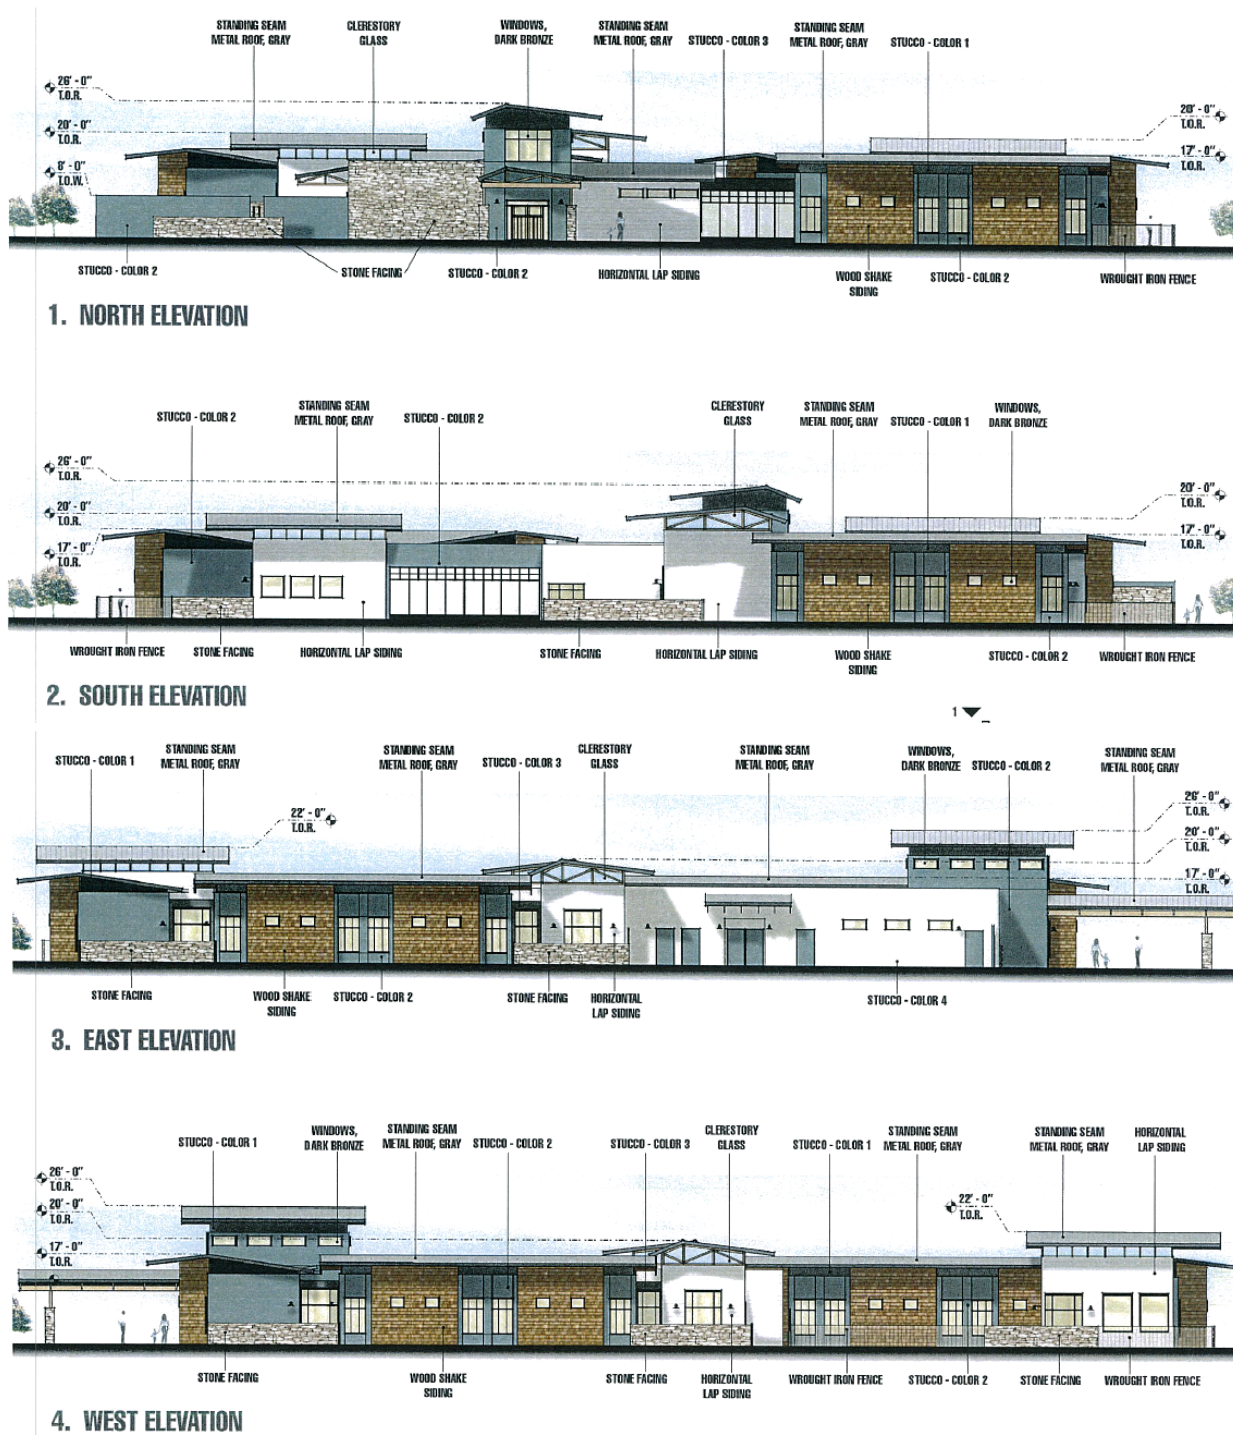 STANDING SEAM
METAL ROOF, GRAY
CLERESTORY
GLASS
WINDOWS,
DARK BRONZE
STANDING SEAM
METAL ROOF, GRAY
STUCCO - COLOR 3
STANDING SEAM
METAL ROOF, GRAY
STUCCO - COLOR 1
26' - 0"
T.O.R.
20' - 0"
T.O.R.
8' - 0"
T.O.W.
20' - 0"
T.O.R.
17' - 0"
T.O.R.
STUCCO - COLOR 2
STONE FACING
STUCCO - COLOR 2
HORIZONTAL LAP SIDING
WOOD SHAKE
SIDING
STUCCO - COLOR 2
WROUGHT IRON FENCE
1. NORTH ELEVATION
STUCCO - COLOR 2
STANDING SEAM
METAL ROOF, GRAY
STUCCO - COLOR 2
CLERESTORY
GLASS
STANDING SEAM
METAL ROOF, GRAY
STUCCO - COLOR 1
WINDOWS,
DARK BRONZE
26' - 0"
T.O.R.
20' - 0"
T.O.R.
17' - 0"
T.O.R.
20' - 0"
T.O.R.
17' - 0"
T.O.R.
WROUGHT IRON FENCE
STONE FACING
HORIZONTAL LAP SIDING
STONE FACING
HORIZONTAL LAP SIDING
WOOD SHAKE
SIDING
STUCCO - COLOR 2
WROUGHT IRON FENCE
2. SOUTH ELEVATION
1
STUCCO - COLOR 1
STANDING SEAM
METAL ROOF, GRAY
STANDING SEAM
METAL ROOF, GRAY
STUCCO - COLOR 3
CLERESTORY
GLASS
STANDING SEAM
METAL ROOF, GRAY
WINDOWS,
DARK BRONZE
STUCCO - COLOR 2
STANDING SEAM
METAL ROOF, GRAY
22' - 0"
T.O.R.
26' - 0"
T.O.R.
20' - 0"
T.O.R.
17' - 0"
T.O.R.
STONE FACING
WOOD SHAKE
SIDING
STUCCO - COLOR 2
STONE FACING
HORIZONTAL
LAP SIDING
STUCCO - COLOR 4
3. EAST ELEVATION
STUCCO - COLOR 1
WINDOWS,
DARK BRONZE
STANDING SEAM
METAL ROOF, GRAY
STUCCO - COLOR 2
STUCCO - COLOR 3
CLERESTORY
GLASS
STUCCO - COLOR 1
STANDING SEAM
METAL ROOF, GRAY
STANDING SEAM
METAL ROOF, GRAY
HORIZONTAL
LAP SIDING
26' - 0"
T.O.R.
20' - 0"
T.O.R.
17' - 0"
T.O.R.
22' - 0"
T.O.R.
STONE FACING
WOOD SHAKE
SIDING
STONE FACING
HORIZONTAL
LAP SIDING
WROUGHT IRON FENCE
STUCCO - COLOR 2
STONE FACING
WROUGHT IRON FENCE
4. WEST ELEVATION